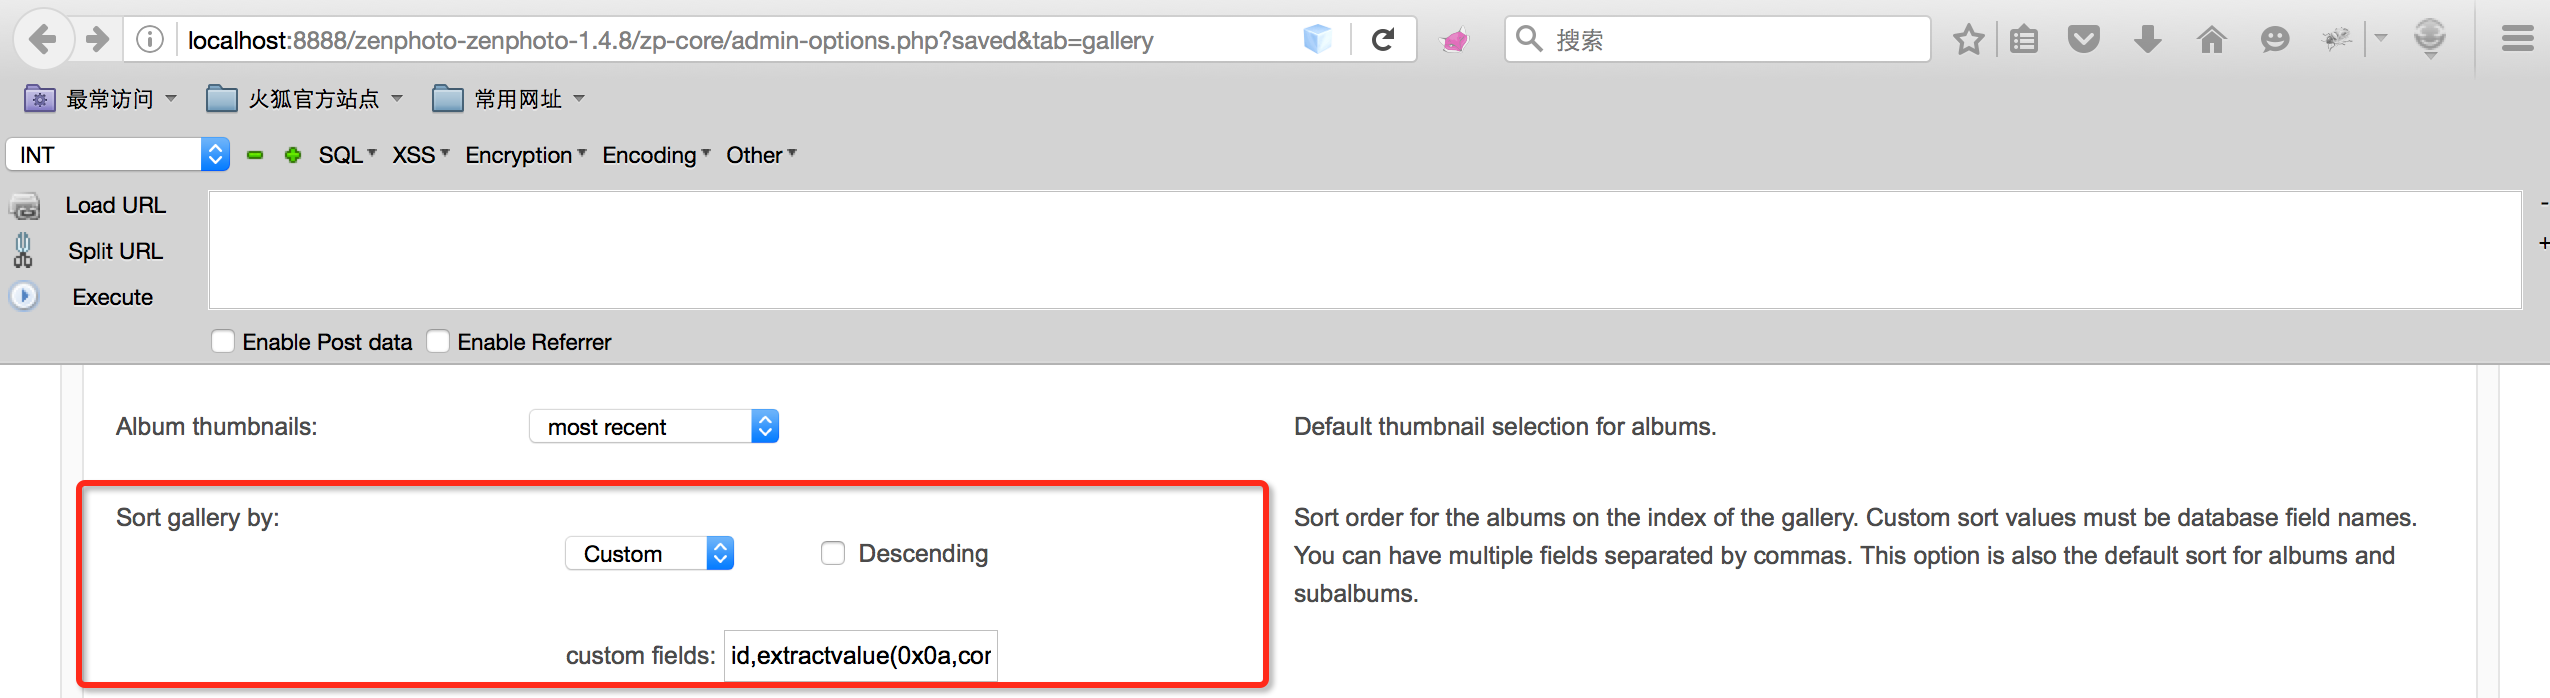 localhost:8888/zenphoto-zenphoto-1.4.8/zp-core/admin-options.php?saved&tab=gallery
搜索
最常访问 火狐官方站点 常用网址
INT SQL XSS Encryption Encoding Other
Load URL
Split URL
Execute
Enable Post data Enable Referrer
Album thumbnails: most recent Default thumbnail selection for albums.
Sort gallery by: Custom Descending
Sort order for the albums on the index of the gallery. Custom sort values must be database field names.
You can have multiple fields separated by commas. This option is also the default sort for albums and
subalbums.
custom fields: id,extractvalue(0x0a,con